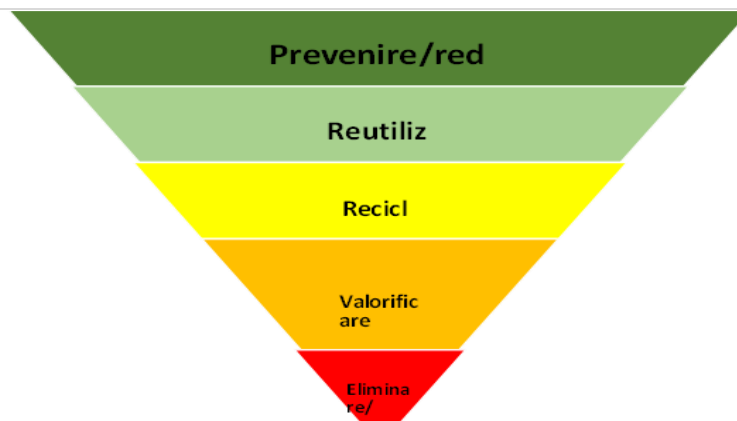 Prevenire/red
Reutiliz
Recicl
Valorific
are
Elimina
re/